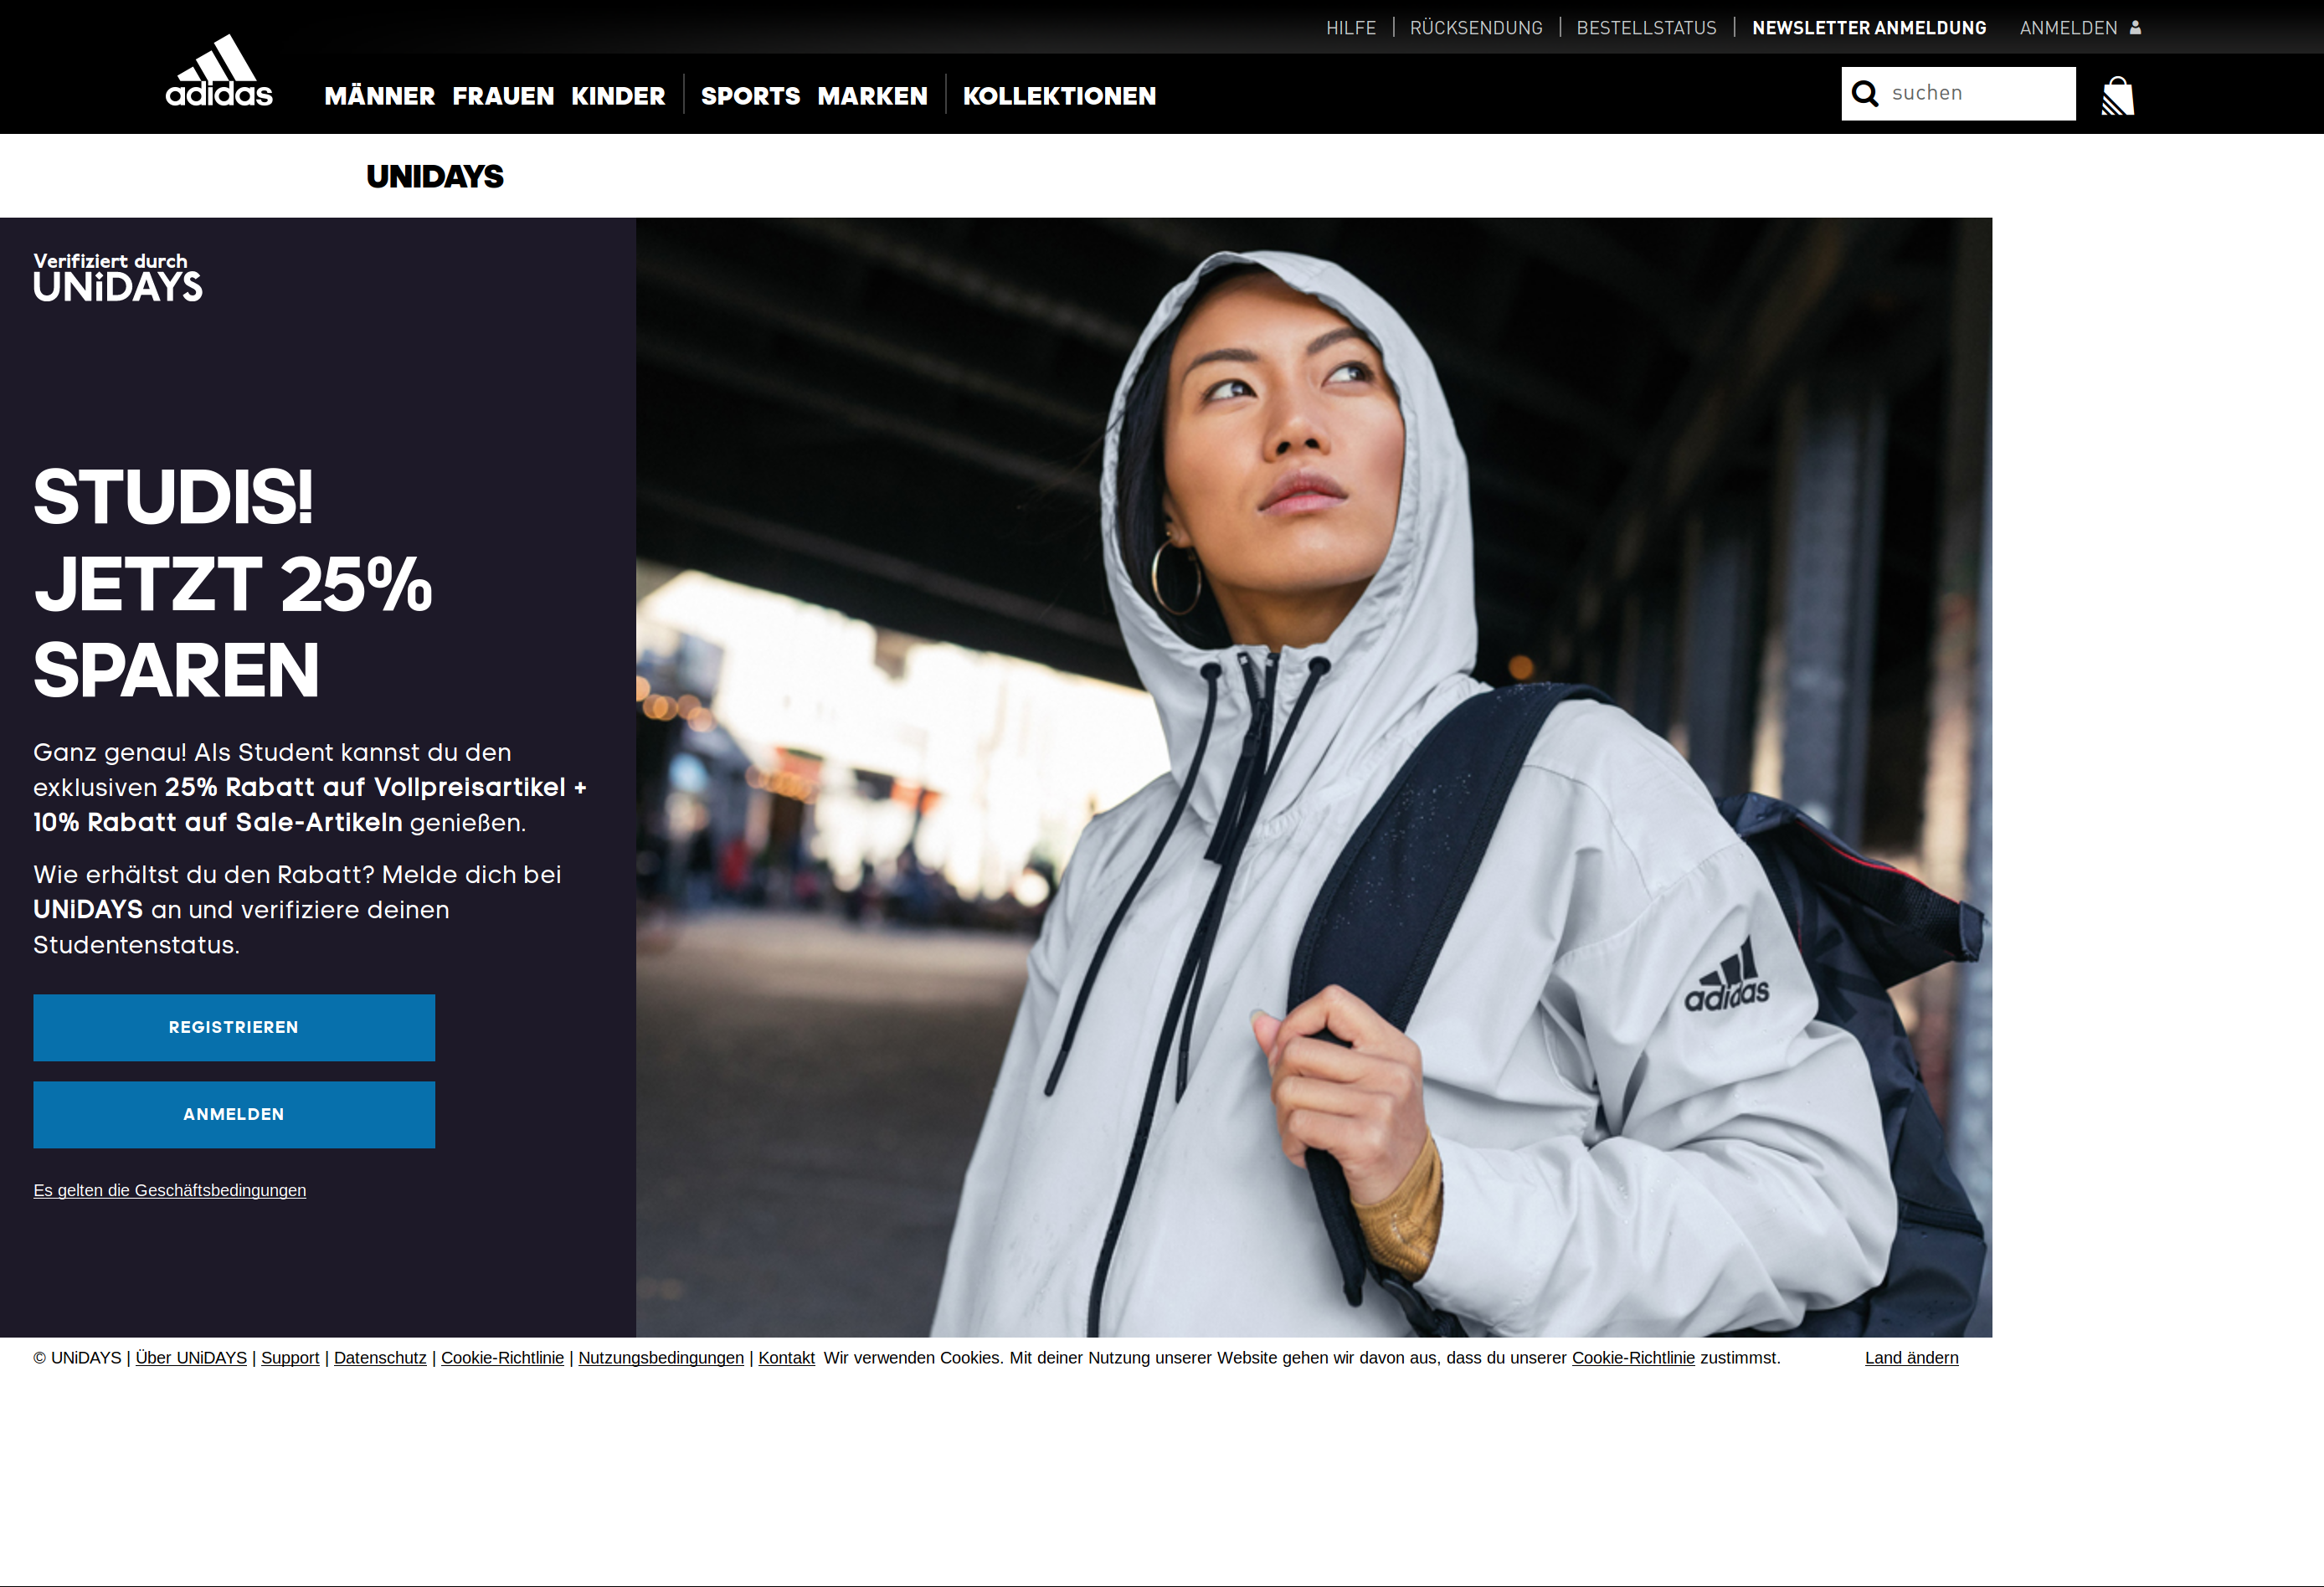 HILFE RÜCKSENDUNG BESTELLSTATUS NEWSLETTER ANMELDUNG ANMELDEN
adidas
MÄNNER FRAUEN KINDER SPORTS MARKEN KOLLEKTIONEN
suchen
UNIDAYS
Verifiziert durch
UNiDAYS
STUDIS!
JETZT 25%
SPAREN
Ganz genau! Als Student kannst du den
exklusiven 25% Rabatt auf Vollpreisartikel +
10% Rabatt auf Sale-Artikeln genießen.
Wie erhältst du den Rabatt? Melde dich bei
UNiDAYS an und verifiziere deinen
Studentenstatus.
REGISTRIEREN
ANMELDEN
Es gelten die Geschäftsbedingungen
adidas
© UNiDAYS | Über UNiDAYS | Support | Datenschutz | Cookie-Richtlinie | Nutzungsbedingungen | Kontakt Wir verwenden Cookies. Mit deiner Nutzung unserer Website gehen wir davon aus, dass du unserer Cookie-Richtlinie zustimmst. Land ändern